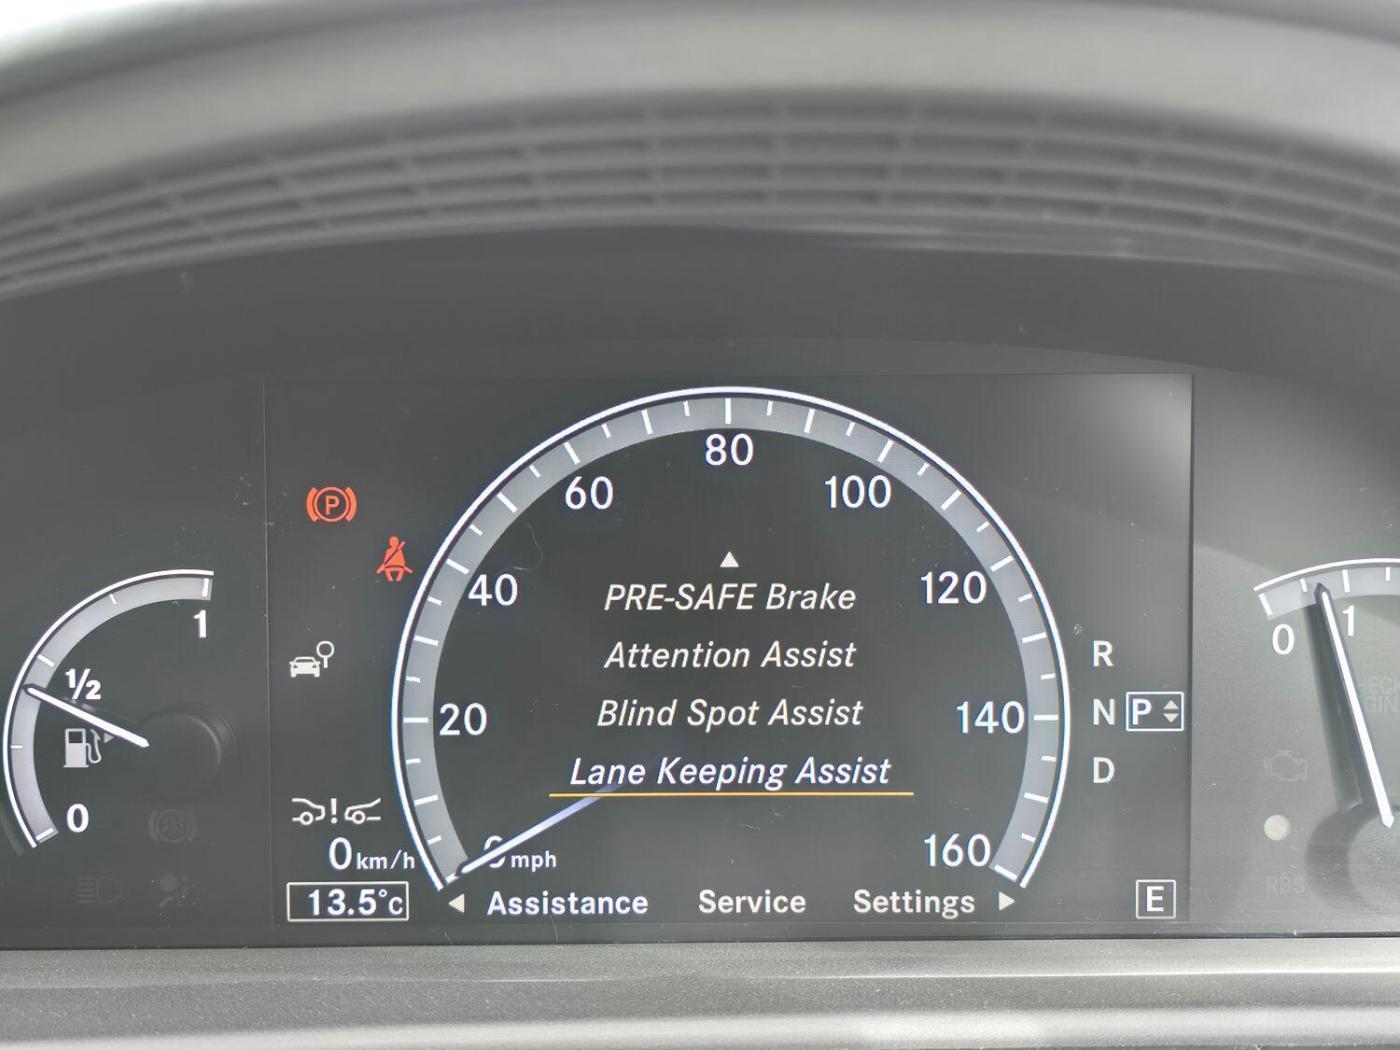 80
60
100
P
40
120
PRE-SAFE Brake
1
0
1
Attention Assist
R
½
Blind Spot Assist
20
140
N
P
Lane Keeping Assist
D
0
0 km/h
mph
160
13.5°C
Assistance
Service
Settings
E